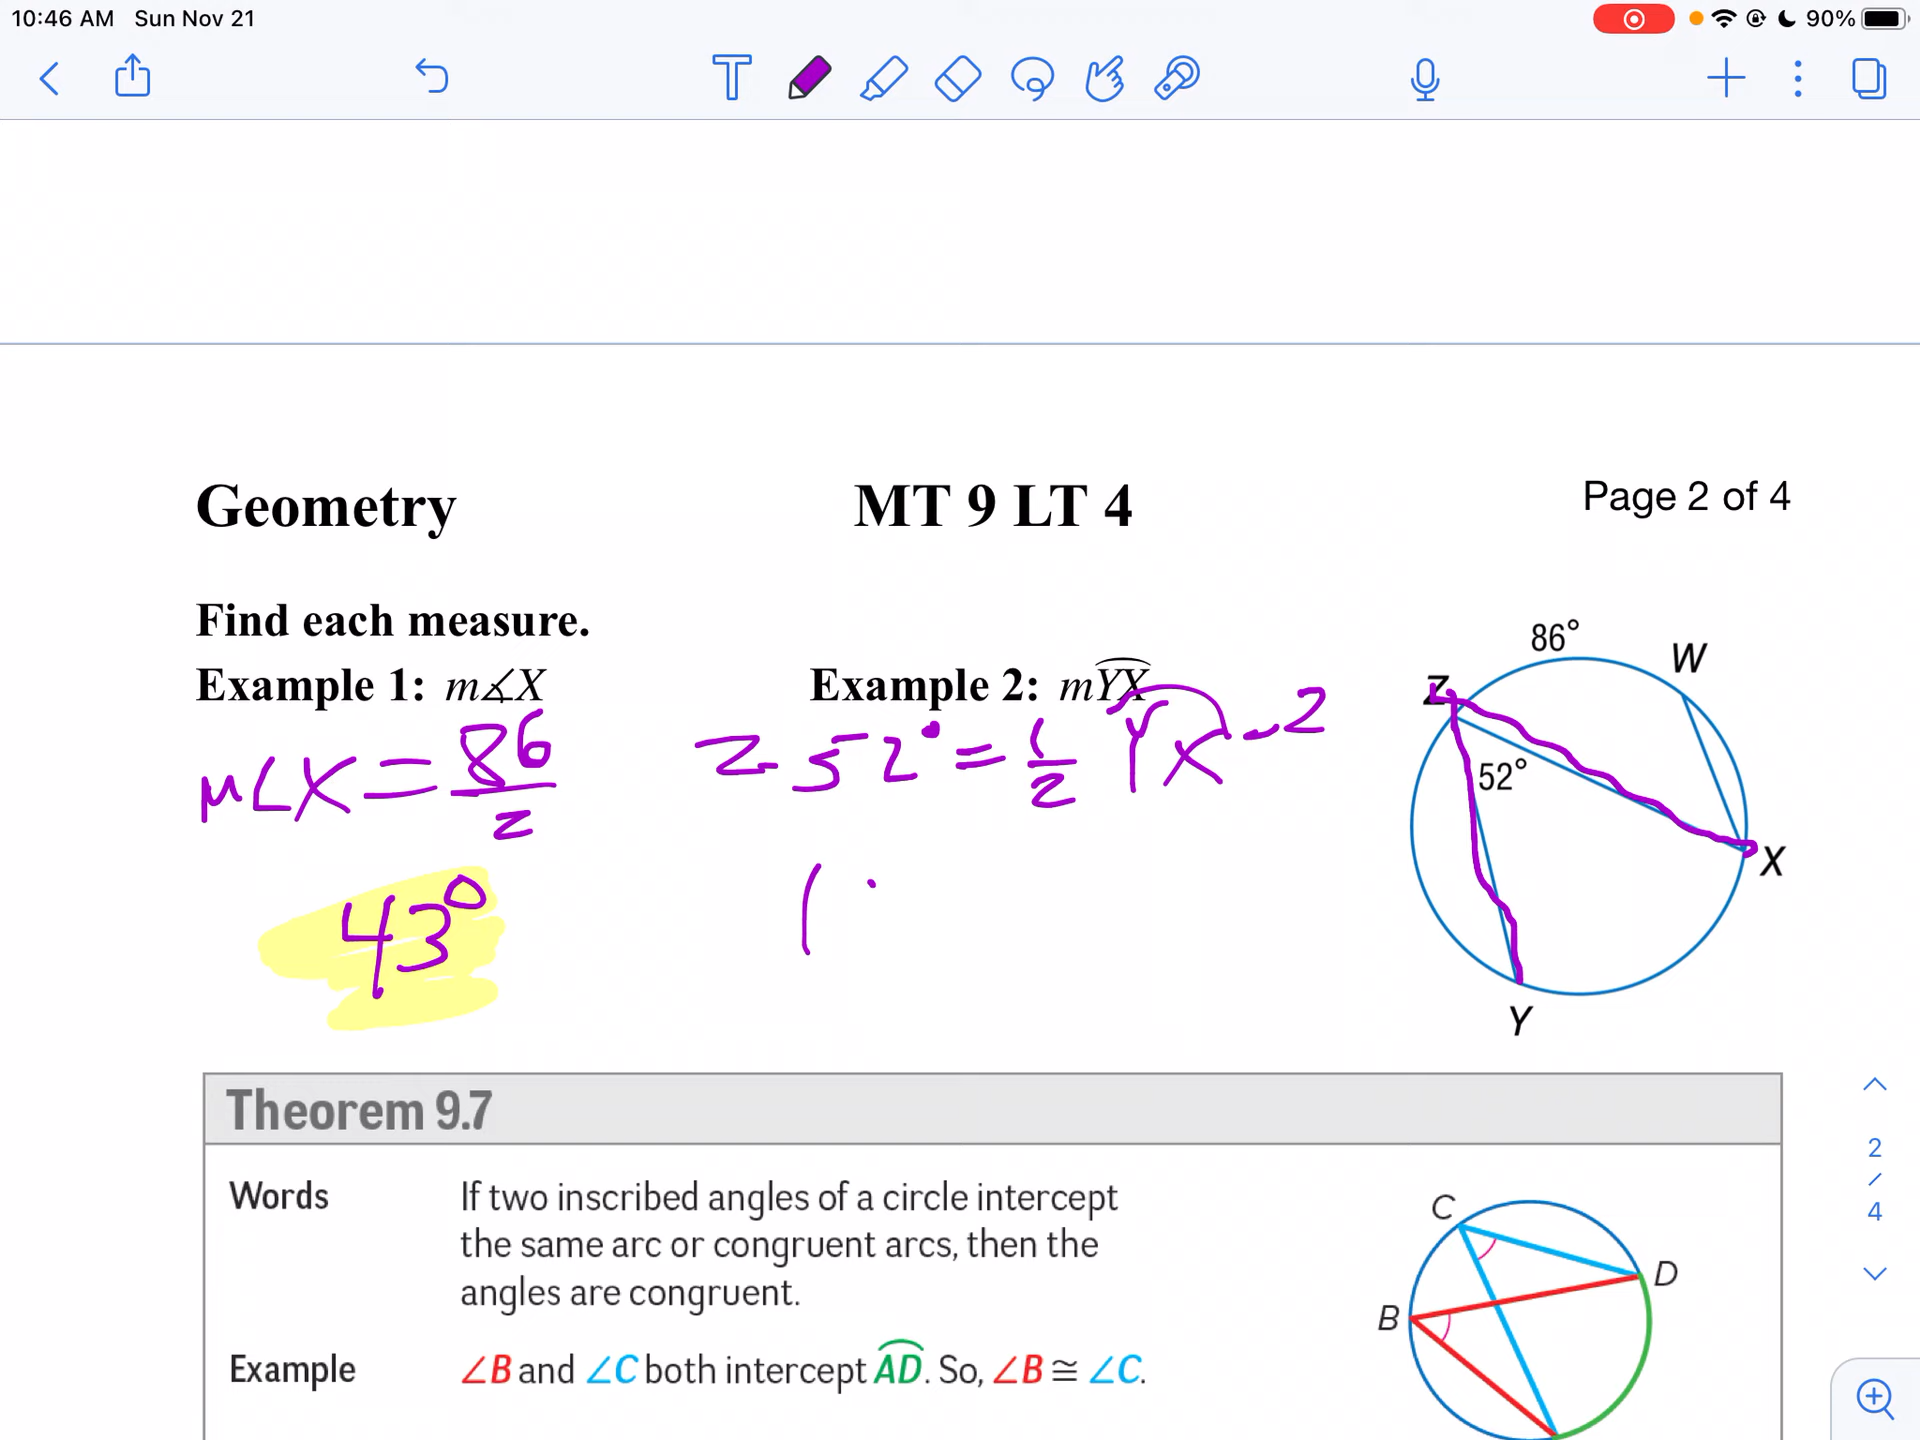 10:46 AM Sun Nov 21
90%
Geometry MT 9 LT 4 Page 2 of 4
Find each measure.
Example 1: m∡X Example 2: mYX
m∠X = 86/2
2·52° = 1/2 YX ·2
43°
(
86°
W
Z
52°
X
Y
Theorem 9.7
Words If two inscribed angles of a circle intercept
the same arc or congruent arcs, then the
angles are congruent.
Example ∠B and ∠C both intercept AD. So, ∠B ≅ ∠C.
C
D
B
2
/
4